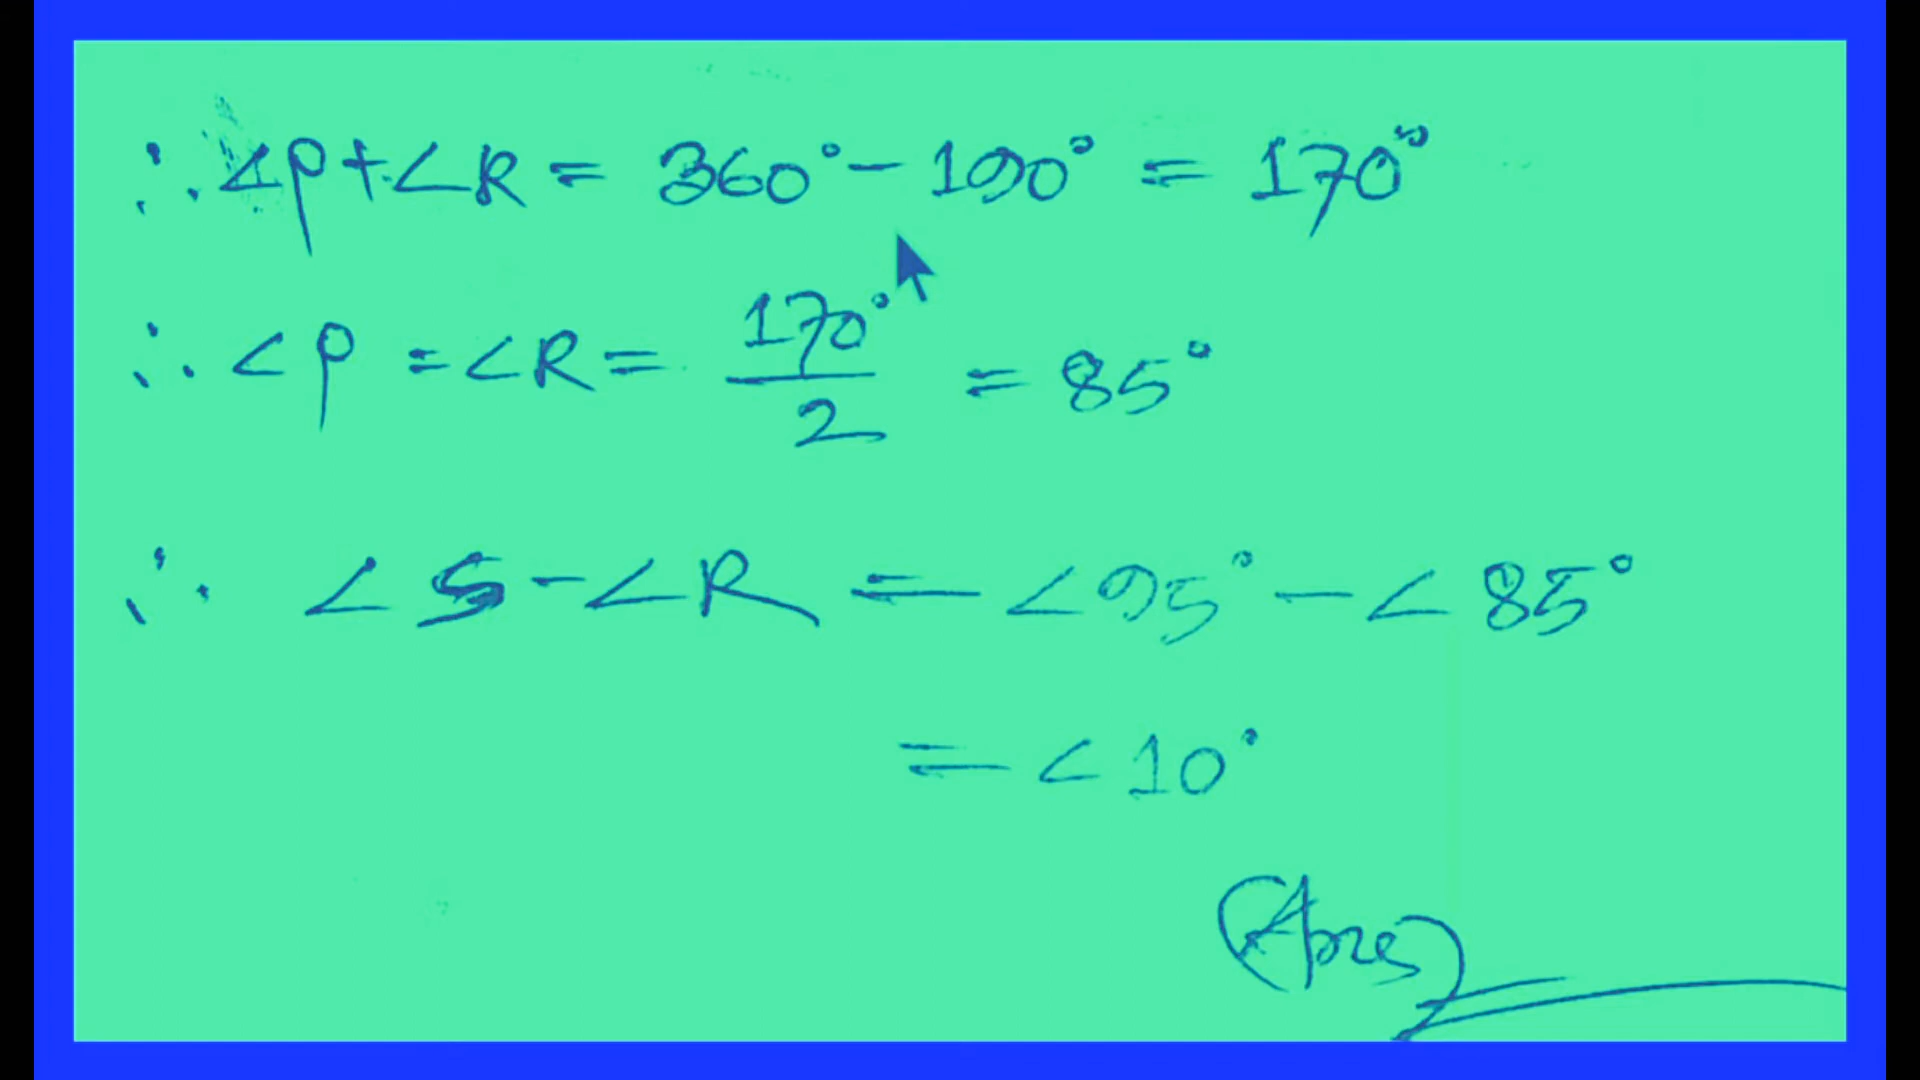 ∴ ∠P+∠R = 360° - 190° = 170°
∴ ∠P = ∠R = 170°/2 = 85°
∴ ∠S - ∠R = ∠95° - ∠85°
= ∠10°
(Ans)